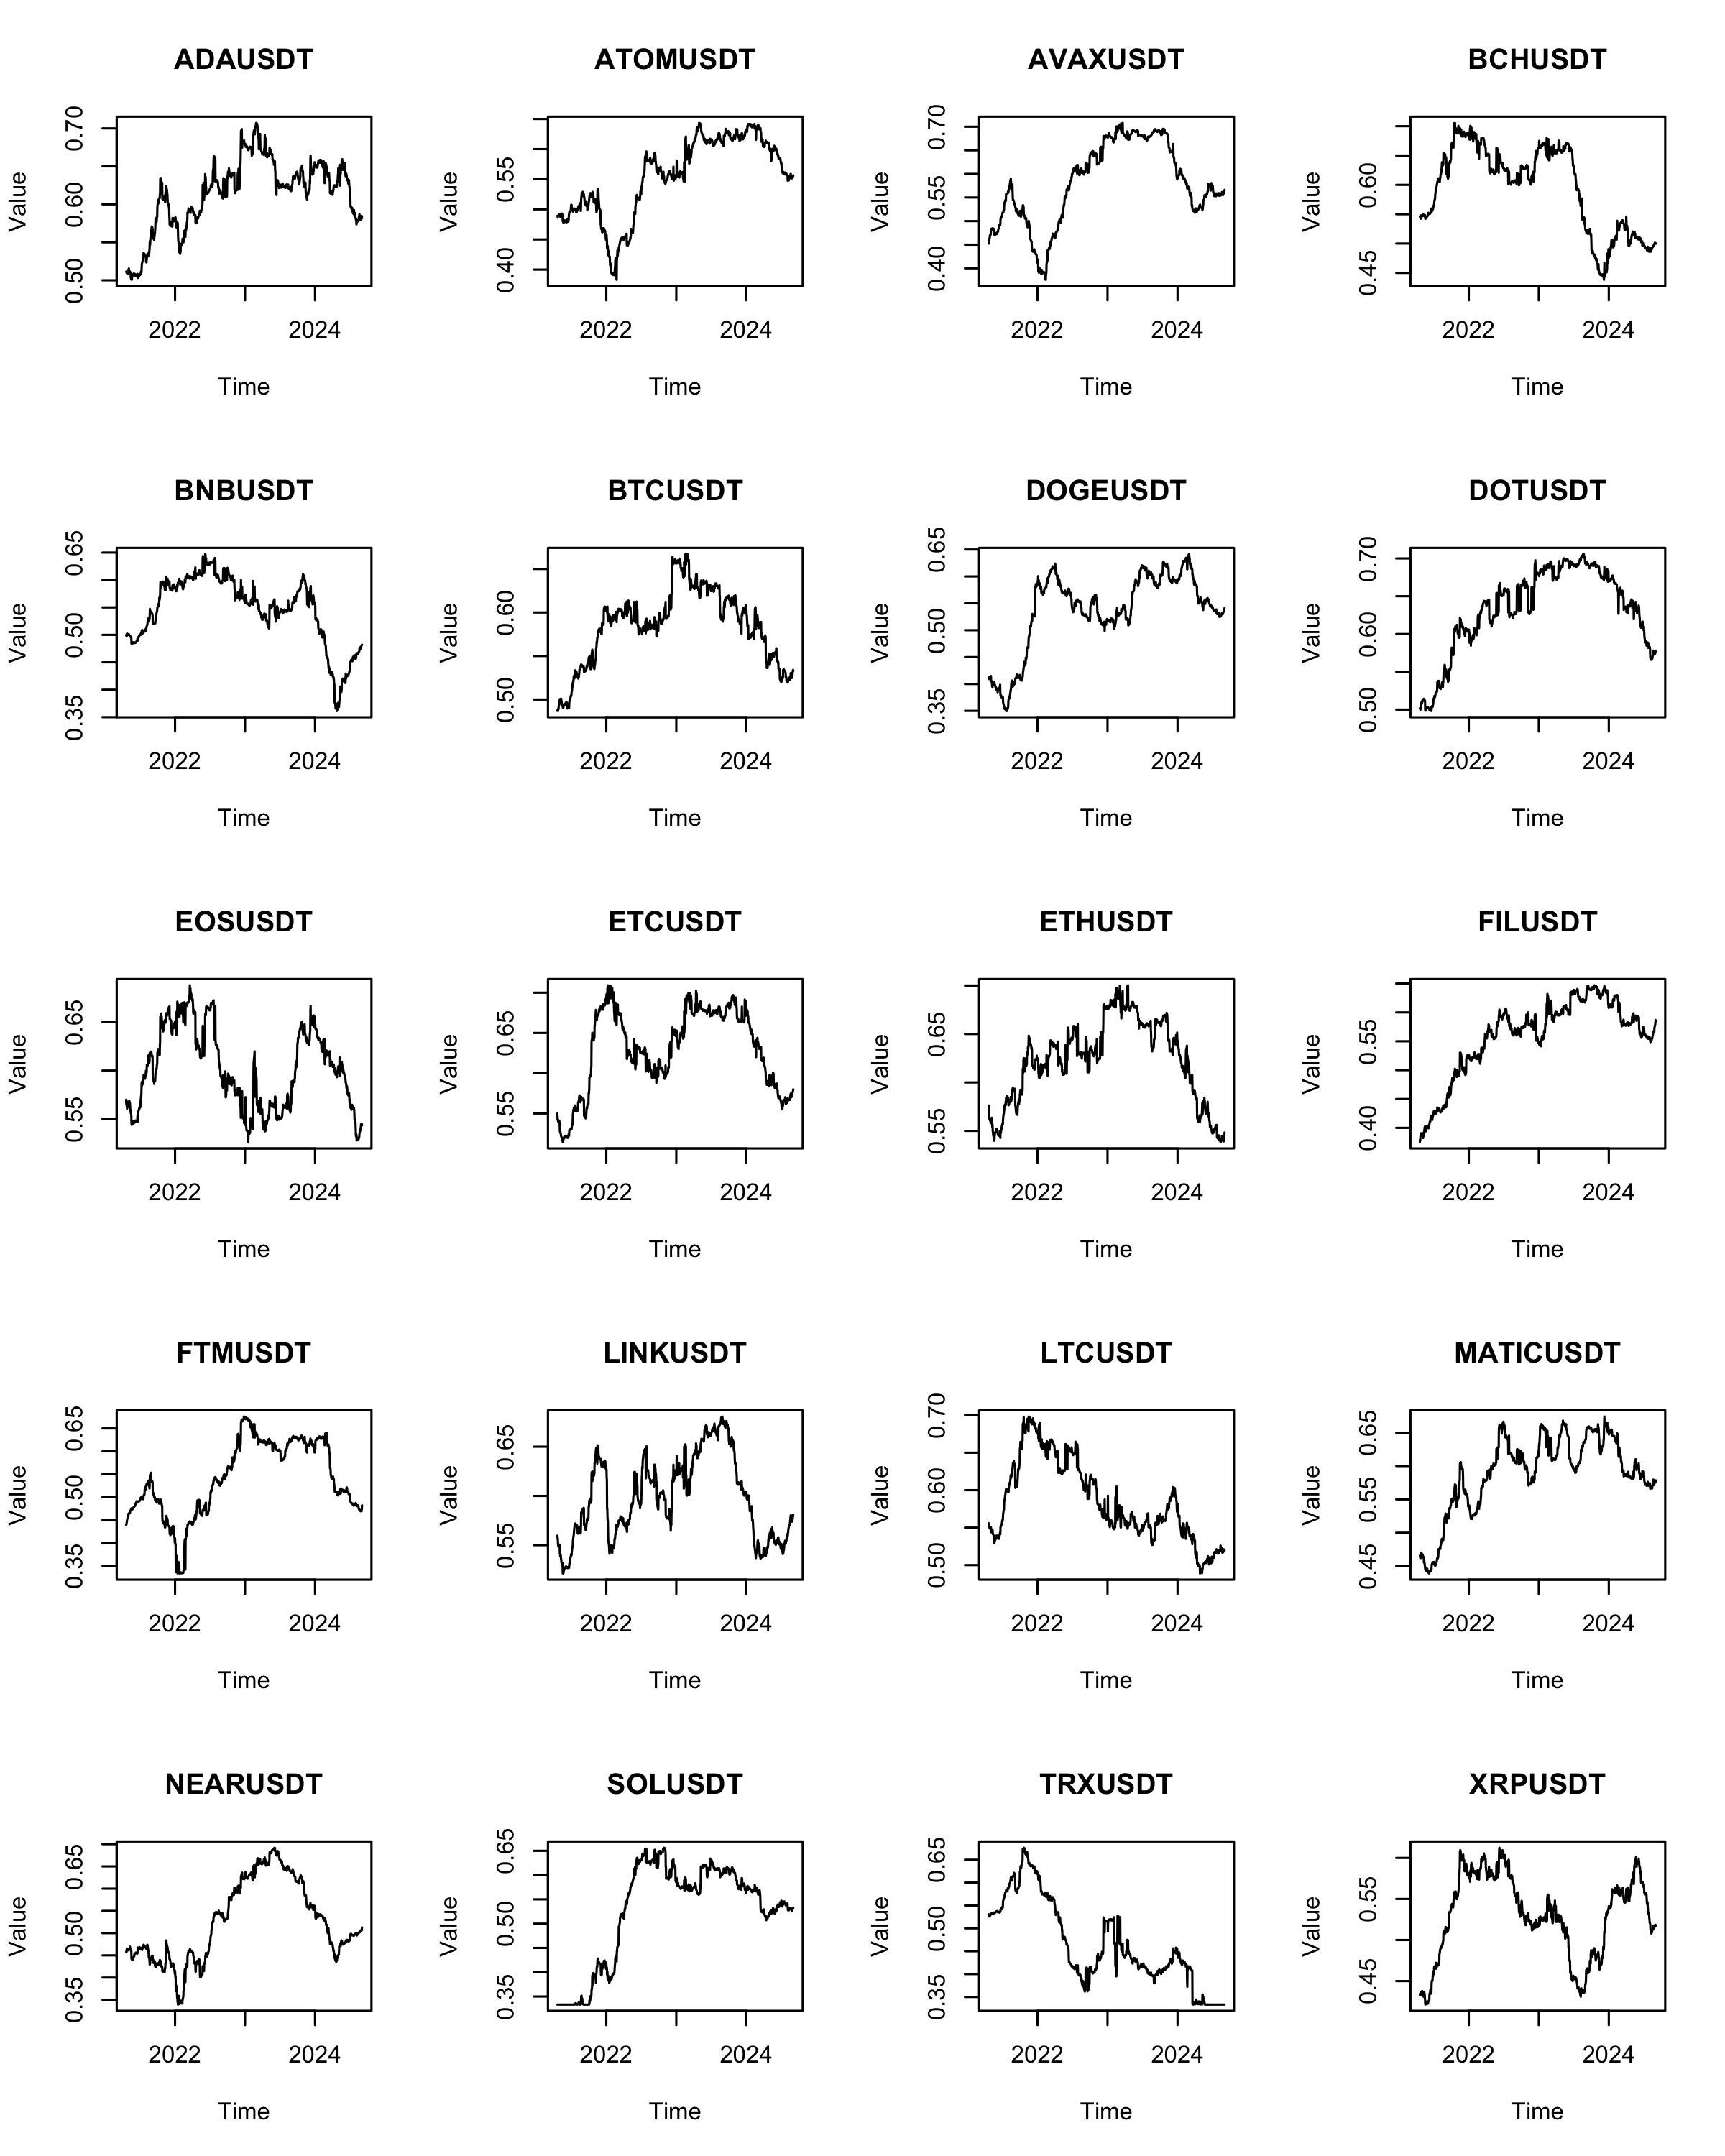 ADAUSDT ATOMUSDT AVAXUSDT BCHUSDT
Value 0.50 0.60 0.70 Value 0.40 0.55 Value 0.40 0.55 0.70 Value 0.45 0.60
2022 2024 2022 2024 2022 2024 2022 2024
Time Time Time Time
BNBUSDT BTCUSDT DOGEUSDT DOTUSDT
Value 0.35 0.50 0.65 Value 0.50 0.60 Value 0.35 0.50 0.65 Value 0.50 0.60 0.70
2022 2024 2022 2024 2022 2024 2022 2024
Time Time Time Time
EOSUSDT ETCUSDT ETHUSDT FILUSDT
Value 0.55 0.65 Value 0.55 0.65 Value 0.55 0.65 Value 0.40 0.55
2022 2024 2022 2024 2022 2024 2022 2024
Time Time Time Time
FTMUSDT LINKUSDT LTCUSDT MATICUSDT
Value 0.35 0.50 0.65 Value 0.55 0.65 Value 0.50 0.60 0.70 Value 0.45 0.55 0.65
2022 2024 2022 2024 2022 2024 2022 2024
Time Time Time Time
NEARUSDT SOLUSDT TRXUSDT XRPUSDT
Value 0.35 0.50 0.65 Value 0.35 0.50 0.65 Value 0.35 0.50 0.65 Value 0.45 0.55
2022 2024 2022 2024 2022 2024 2022 2024
Time Time Time Time